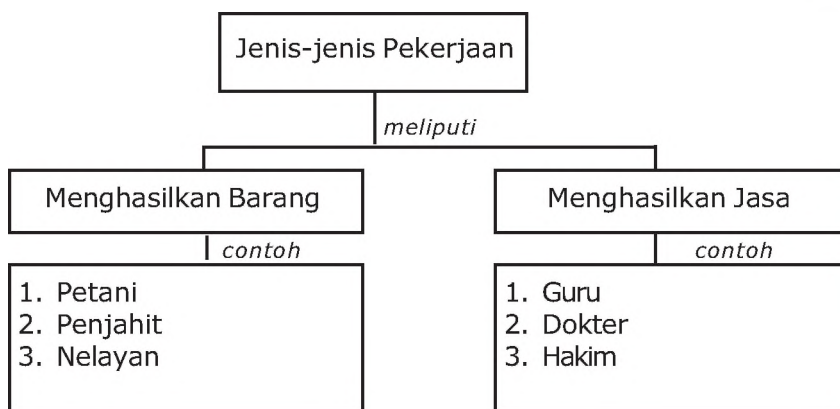 Jenis-jenis Pekerjaan
meliputi
Menghasilkan Barang
Menghasilkan Jasa
contoh
contoh
1. Petani
2. Penjahit
3. Nelayan
1. Guru
2. Dokter
3. Hakim